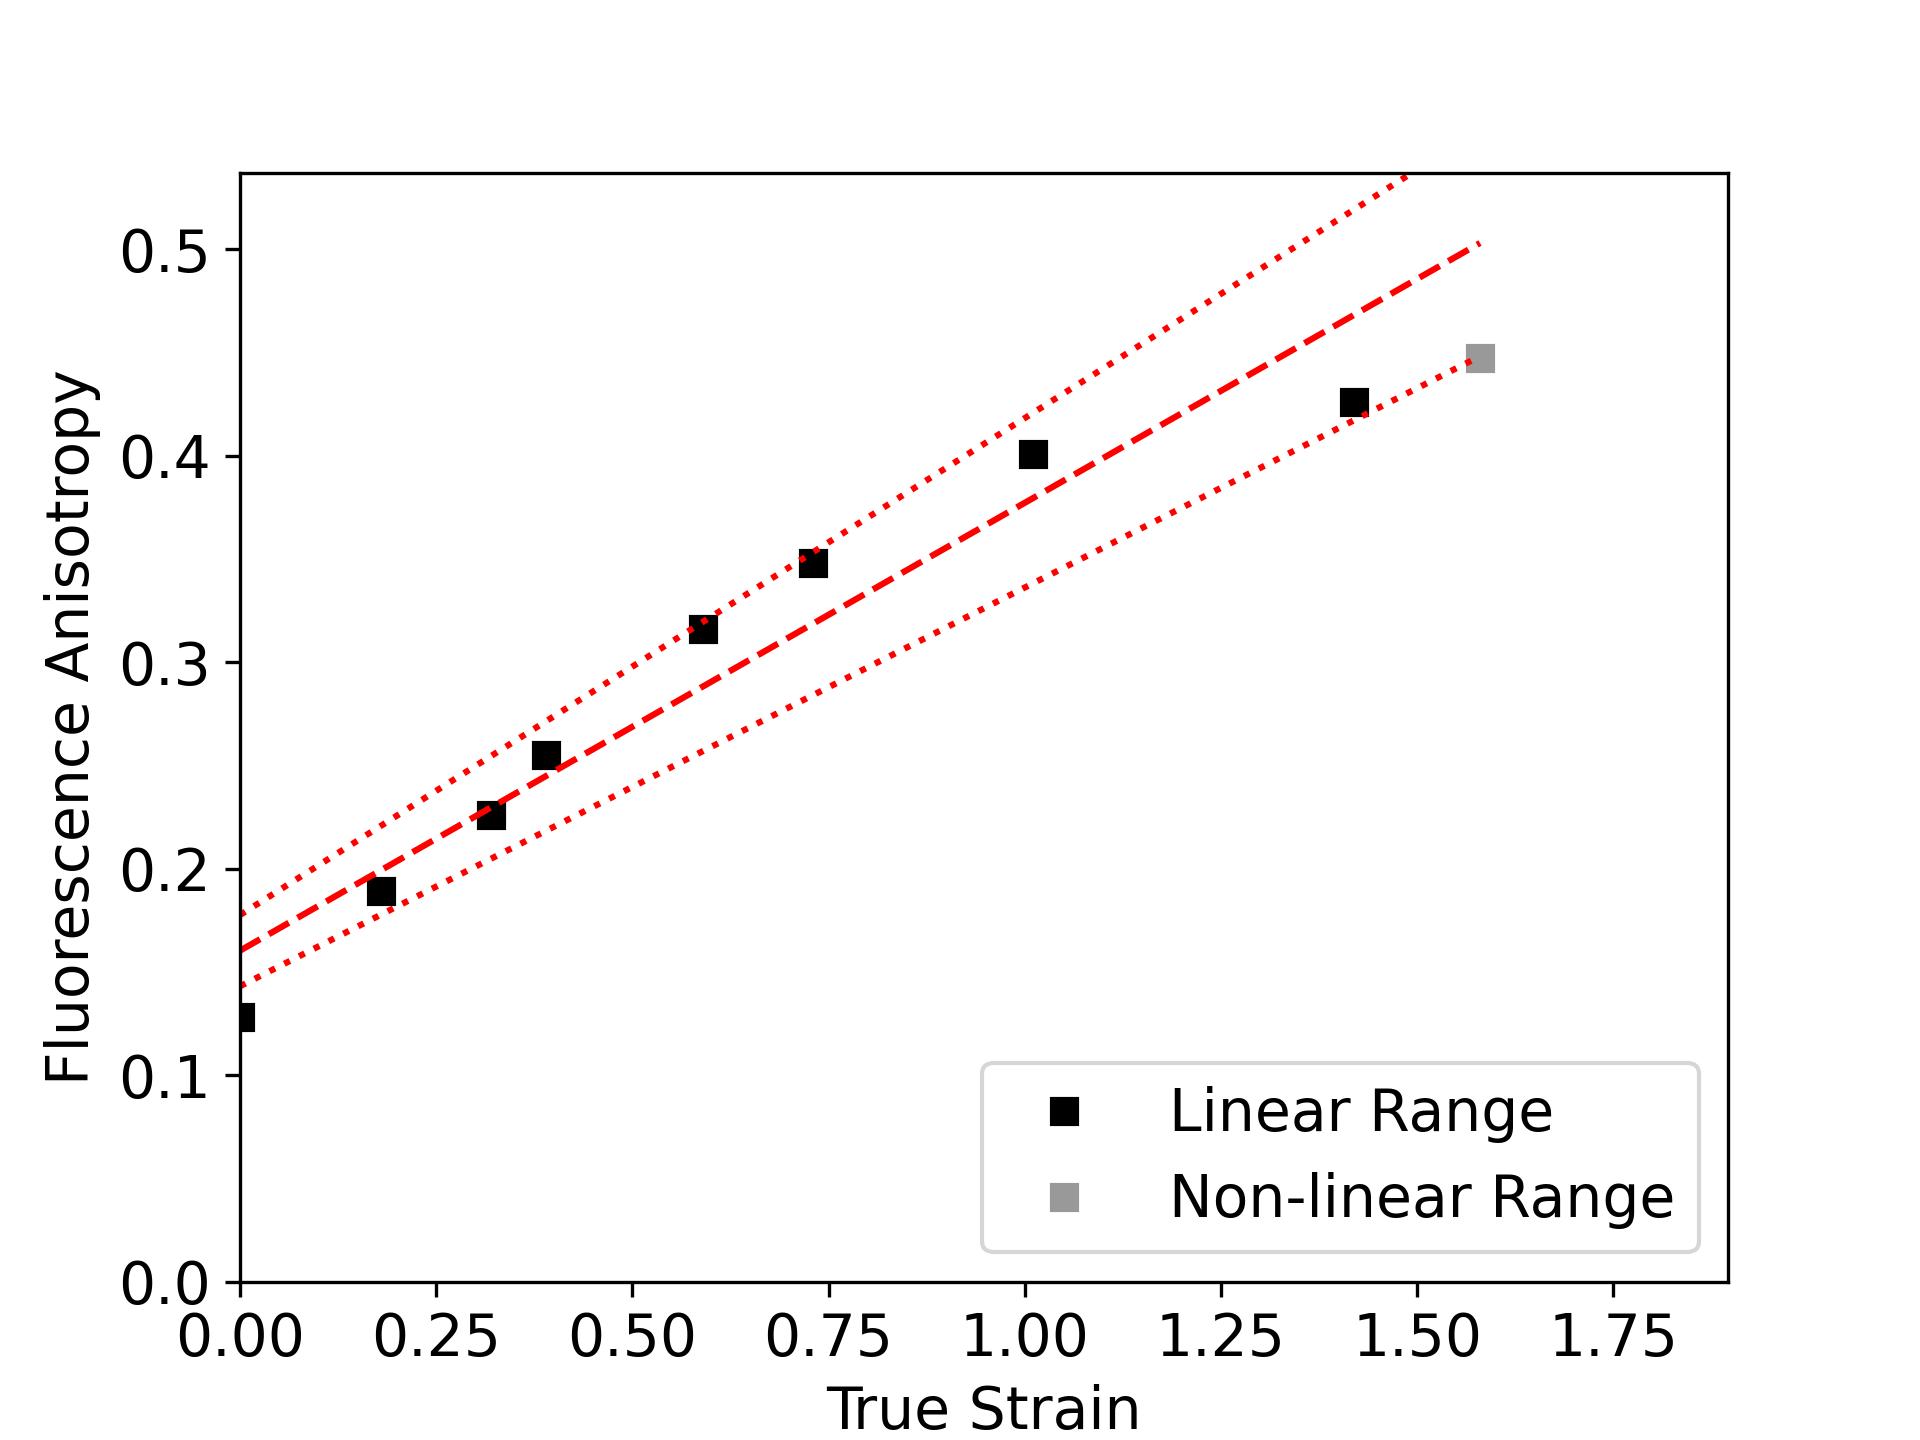 0.5
0.4
0.3
0.2
0.1
0.0
Fluorescence Anisotropy
Linear Range
Non-linear Range
0.00 0.25 0.50 0.75 1.00 1.25 1.50 1.75
True Strain